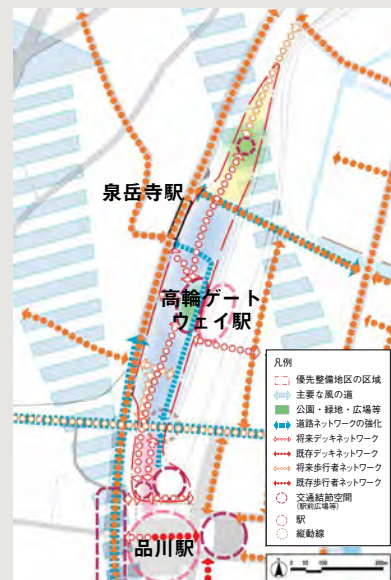 泉岳寺駅
高輪ゲート
ウェイ駅
品川駅
凡例
優先整備地区の区域
主要な風の道
公園・緑地・広場等
道路ネットワークの強化
将来デッキネットワーク
既存デッキネットワーク
将来歩行者ネットワーク
既存歩行者ネットワーク
交通結節空間
(駅前広場等)
駅
縦動線